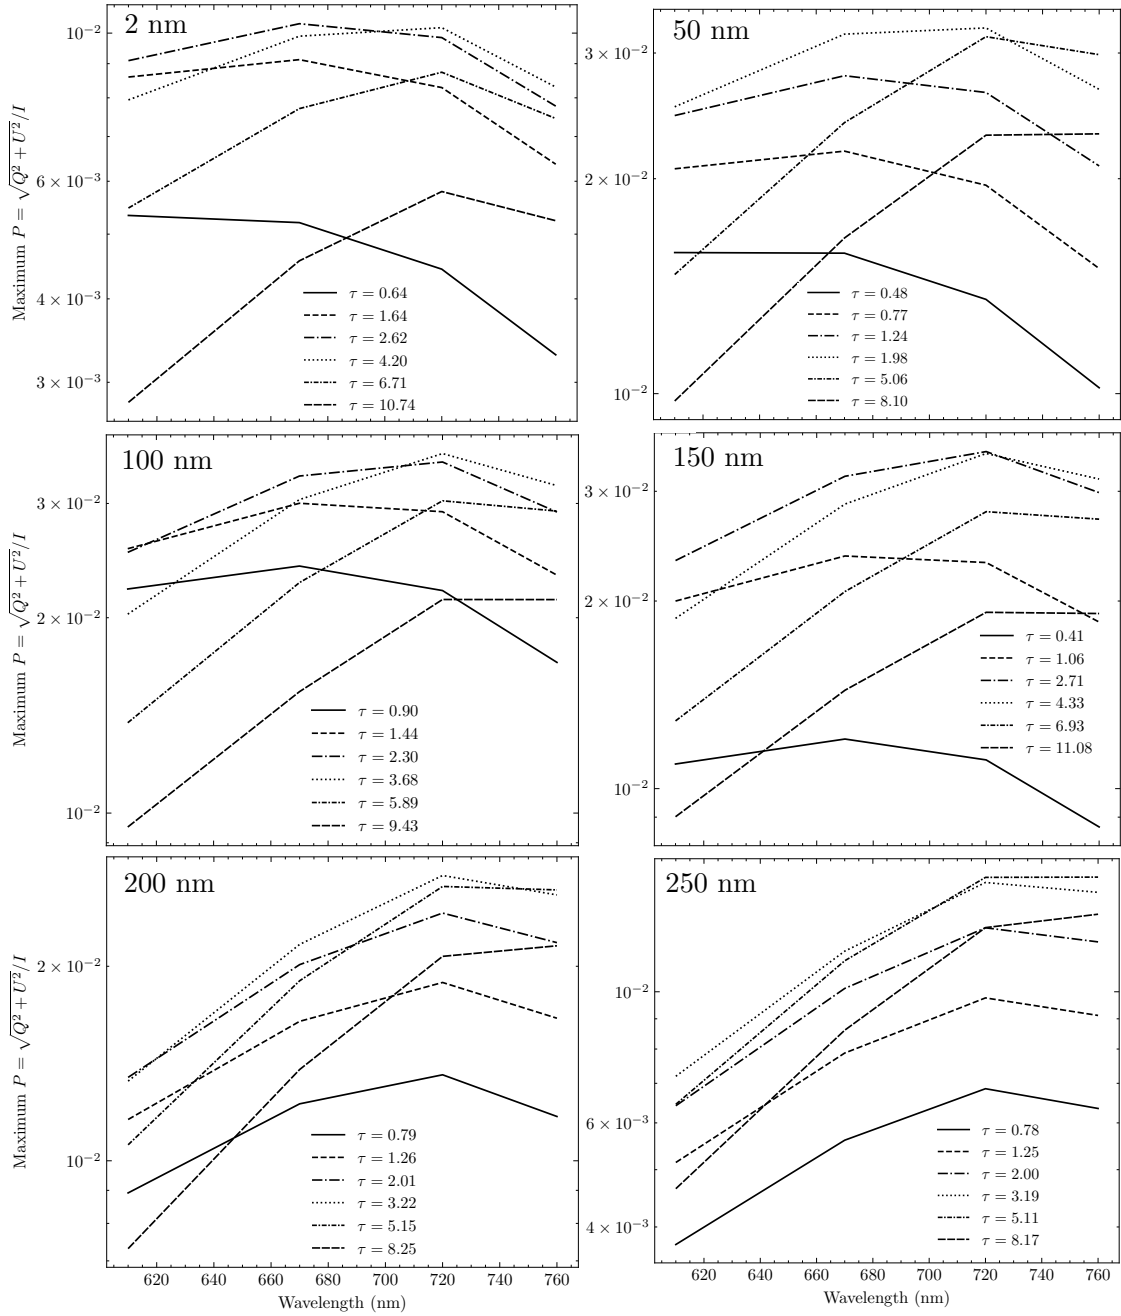 2 nm
10⁻²
6 × 10⁻³
4 × 10⁻³
3 × 10⁻³
Maximum P = √Q² + U²/I
τ = 0.64
τ = 1.64
τ = 2.62
τ = 4.20
τ = 6.71
τ = 10.74
50 nm
3 × 10⁻²
2 × 10⁻²
10⁻²
τ = 0.48
τ = 0.77
τ = 1.24
τ = 1.98
τ = 5.06
τ = 8.10
100 nm
3 × 10⁻²
2 × 10⁻²
10⁻²
Maximum P = √Q² + U²/I
τ = 0.90
τ = 1.44
τ = 2.30
τ = 3.68
τ = 5.89
τ = 9.43
150 nm
3 × 10⁻²
2 × 10⁻²
10⁻²
τ = 0.41
τ = 1.06
τ = 2.71
τ = 4.33
τ = 6.93
τ = 11.08
200 nm
2 × 10⁻²
10⁻²
Maximum P = √Q² + U²/I
τ = 0.79
τ = 1.26
τ = 2.01
τ = 3.22
τ = 5.15
τ = 8.25
620 640 660 680 700 720 740 760
Wavelength (nm)
250 nm
10⁻²
6 × 10⁻³
4 × 10⁻³
τ = 0.78
τ = 1.25
τ = 2.00
τ = 3.19
τ = 5.11
τ = 8.17
620 640 660 680 700 720 740 760
Wavelength (nm)